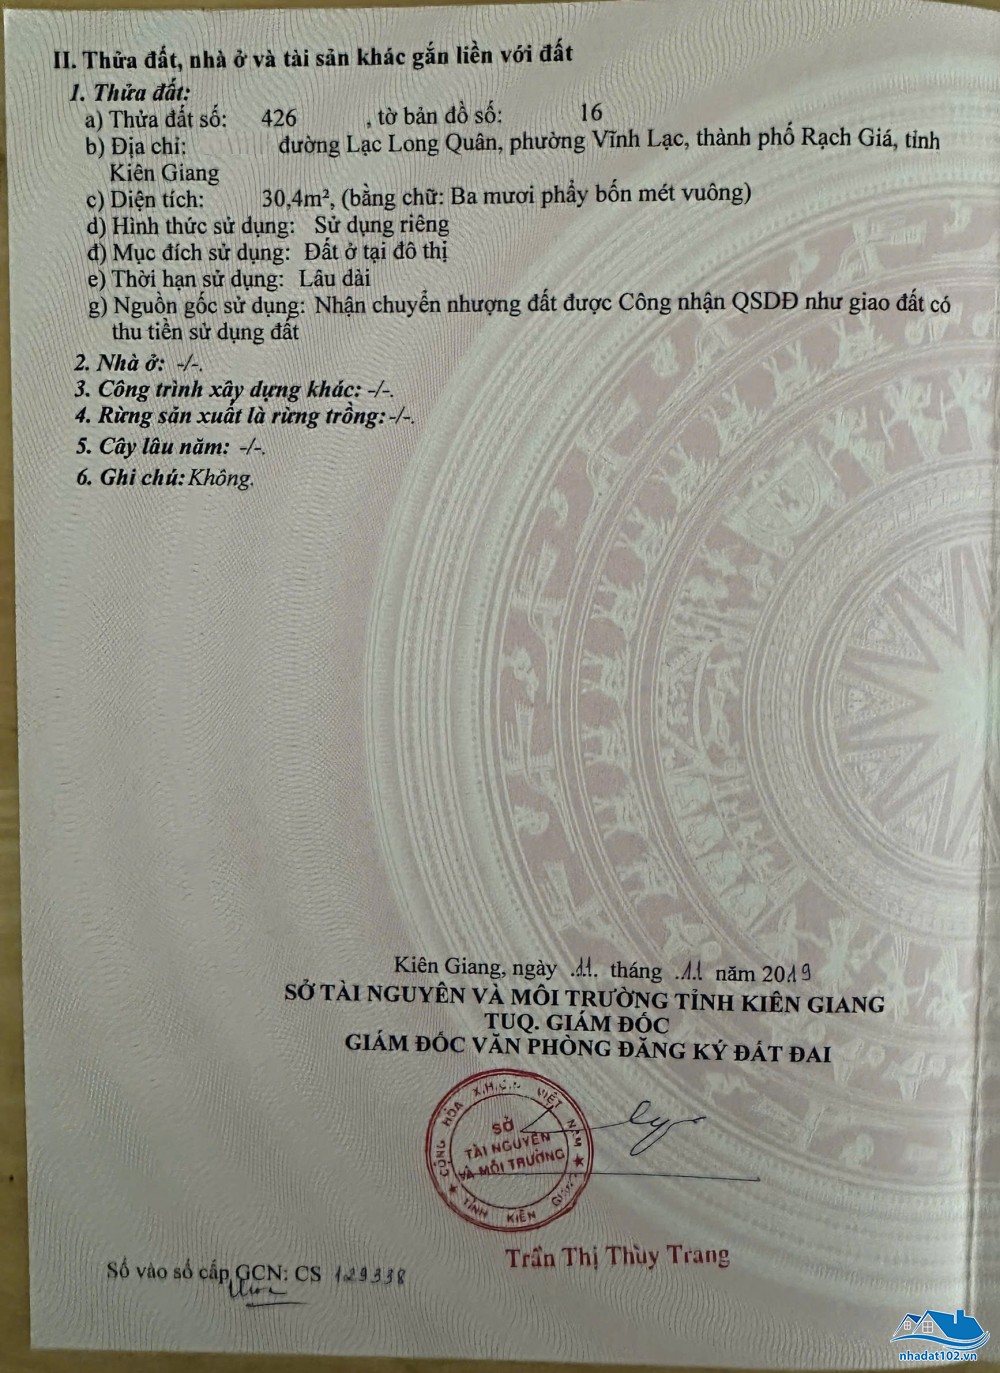 II. Thửa đất, nhà ở và tài sản khác gắn liền với đất
1. Thửa đất:
a) Thửa đất số: 426 , tờ bản đồ số: 16
b) Địa chỉ: đường Lạc Long Quân, phường Vĩnh Lạc, thành phố Rạch Giá, tỉnh
Kiên Giang
c) Diện tích: 30,4m², (bằng chữ: Ba mươi phẩy bốn mét vuông)
d) Hình thức sử dụng: Sử dụng riêng
đ) Mục đích sử dụng: Đất ở tại đô thị
e) Thời hạn sử dụng: Lâu dài
g) Nguồn gốc sử dụng: Nhận chuyển nhượng đất được Công nhận QSDĐ như giao đất có
thu tiền sử dụng đất
2. Nhà ở: -/-.
3. Công trình xây dựng khác: -/-.
4. Rừng sản xuất là rừng trồng: -/-.
5. Cây lâu năm: -/-.
6. Ghi chú: Không.
Kiên Giang, ngày .11. tháng .11 năm 2019
SỞ TÀI NGUYÊN VÀ MÔI TRƯỜNG TỈNH KIÊN GIANG
TUQ. GIÁM ĐỐC
GIÁM ĐỐC VĂN PHÒNG ĐĂNG KÝ ĐẤT ĐAI
CỘNG HÒA X.H.C.N VIỆT NAM
SỞ
TÀI NGUYÊN
VÀ MÔI TRƯỜNG
TỈNH KIÊN GIANG
Trần Thị Thùy Trang
Số vào sổ cấp GCN: CS 129338
nhadat102.vn